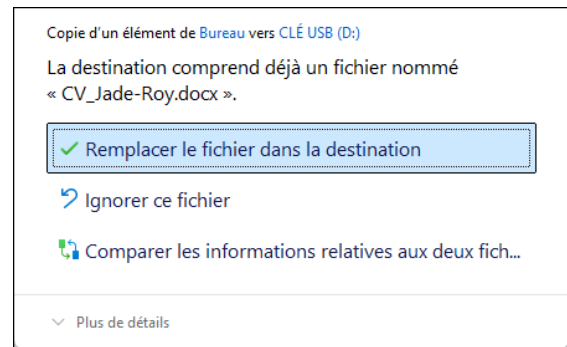 Copie d'un élément de Bureau vers CLÉ USB (D:)
La destination comprend déjà un fichier nommé
« CV_Jade-Roy.docx ».
Remplacer le fichier dans la destination
Ignorer ce fichier
Comparer les informations relatives aux deux fich...
Plus de détails